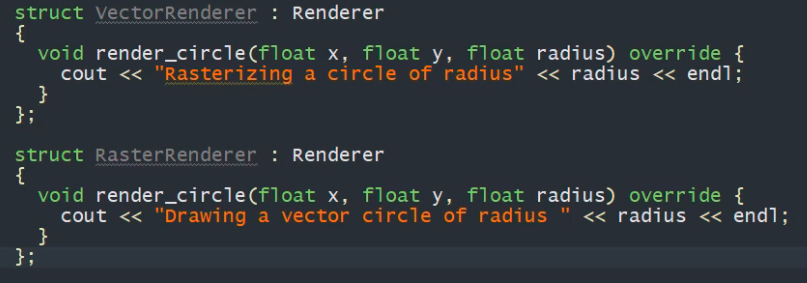 struct VectorRenderer : Renderer
{
  void render_circle(float x, float y, float radius) override {
    cout << "Rasterizing a circle of radius" << radius << endl;
  }
};
struct RasterRenderer : Renderer
{
  void render_circle(float x, float y, float radius) override {
    cout << "Drawing a vector circle of radius " << radius << endl;
  }
};